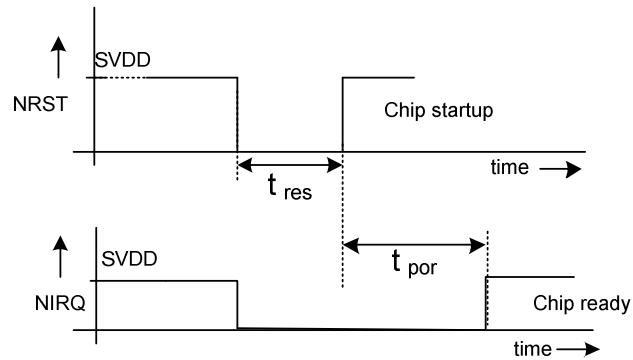 SVDD
NRST
Chip startup
time
t res
t por
SVDD
NIRQ
Chip ready
time